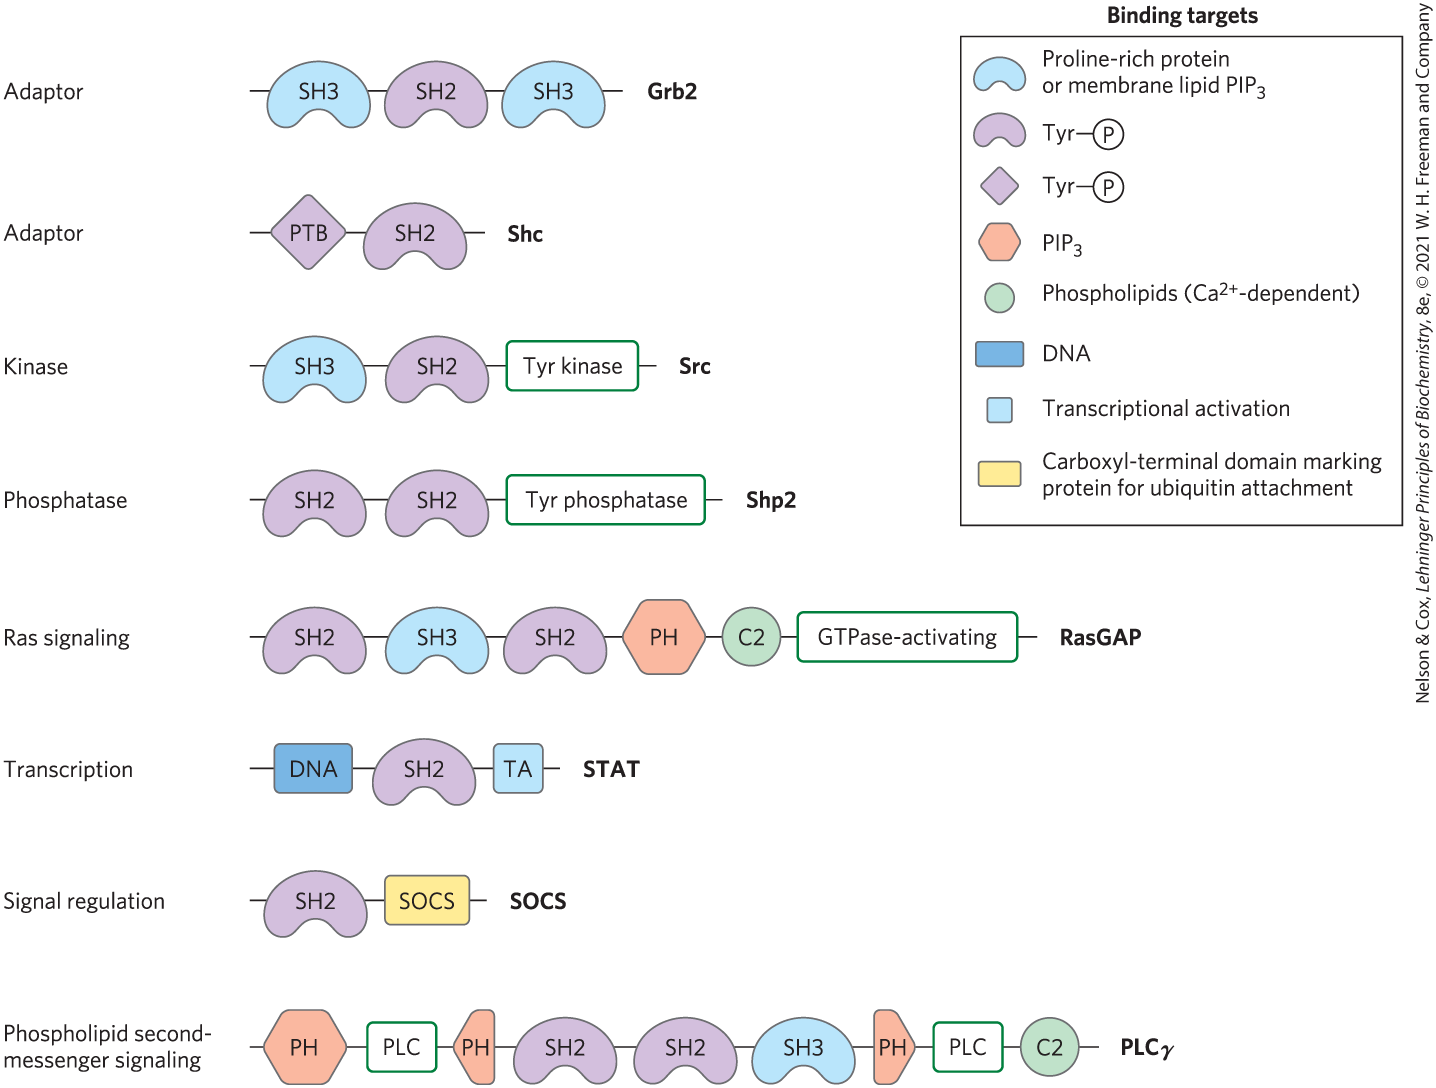 Binding targets
Proline-rich protein
or membrane lipid PIP₃
Tyr—P
Tyr—P
PIP₃
Phospholipids (Ca²⁺-dependent)
DNA
Transcriptional activation
Carboxyl-terminal domain marking
protein for ubiquitin attachment
Adaptor SH3 SH2 SH3 Grb2
Adaptor PTB SH2 Shc
Kinase SH3 SH2 Tyr kinase Src
Phosphatase SH2 SH2 Tyr phosphatase Shp2
Ras signaling SH2 SH3 SH2 PH C2 GTPase-activating RasGAP
Transcription DNA SH2 TA STAT
Signal regulation SH2 SOCS SOCS
Phospholipid second-
messenger signaling
PH PLC PH SH2 SH2 SH3 PH PLC C2 PLCγ
Nelson & Cox, Lehninger Principles of Biochemistry, 8e, © 2021 W. H. Freeman and Company